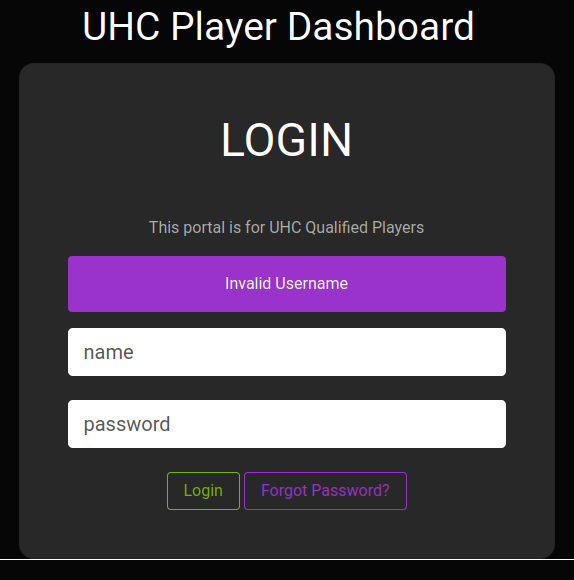 UHC Player Dashboard
LOGIN
This portal is for UHC Qualified Players
Invalid Username
name
password
Login Forgot Password?